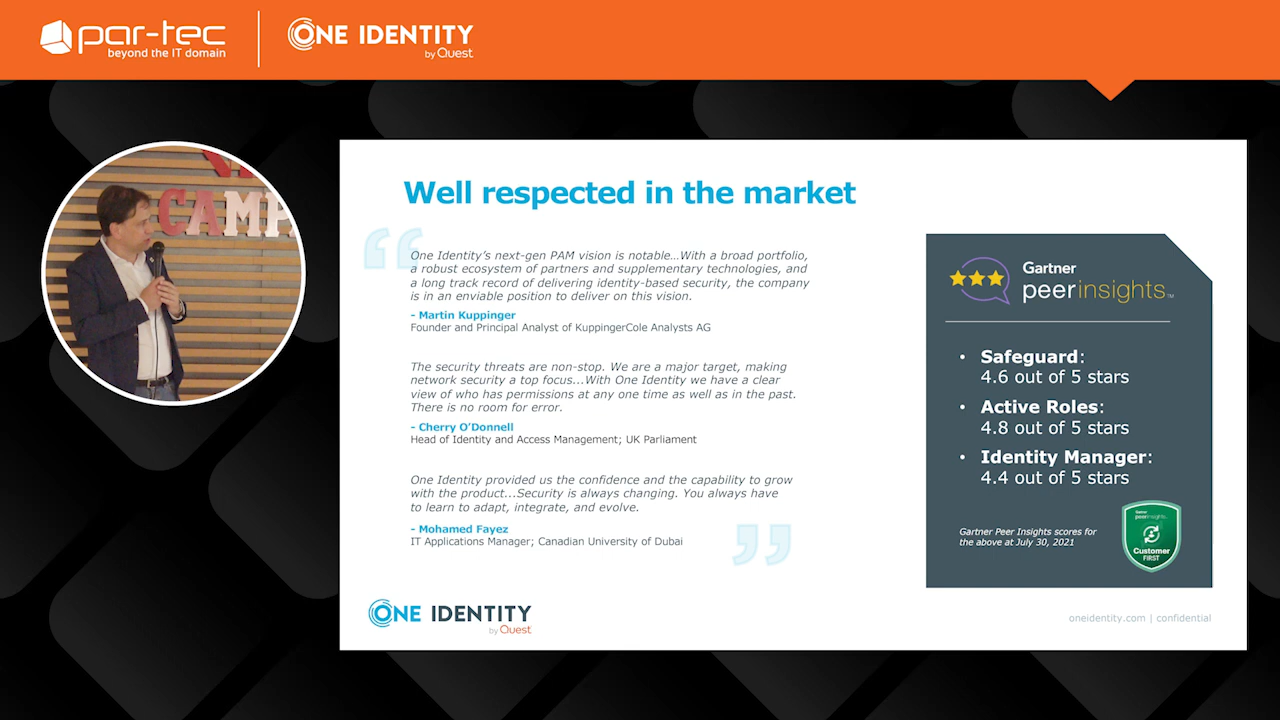 par-tec
beyond the IT domain
ONE IDENTITY
by Quest
CAMP
Well respected in the market
“
One Identity’s next-gen PAM vision is notable…With a broad portfolio,
a robust ecosystem of partners and supplementary technologies, and
a long track record of delivering identity-based security, the company
is in an enviable position to deliver on this vision.
- Martin Kuppinger
Founder and Principal Analyst of KuppingerCole Analysts AG
The security threats are non-stop. We are a major target, making
network security a top focus...With One Identity we have a clear
view of who has permissions at any one time as well as in the past.
There is no room for error.
- Cherry O’Donnell
Head of Identity and Access Management; UK Parliament
One Identity provided us the confidence and the capability to grow
with the product...Security is always changing. You always have
to learn to adapt, integrate, and evolve.
- Mohamed Fayez
IT Applications Manager; Canadian University of Dubai
”
Gartner
peerinsights™
• Safeguard:
4.6 out of 5 stars
• Active Roles:
4.8 out of 5 stars
• Identity Manager:
4.4 out of 5 stars
Gartner Peer Insights scores for
the above at July 30, 2021
Gartner
peerinsights
Customer
FIRST
ONE IDENTITY
by Quest
oneidentity.com | confidential